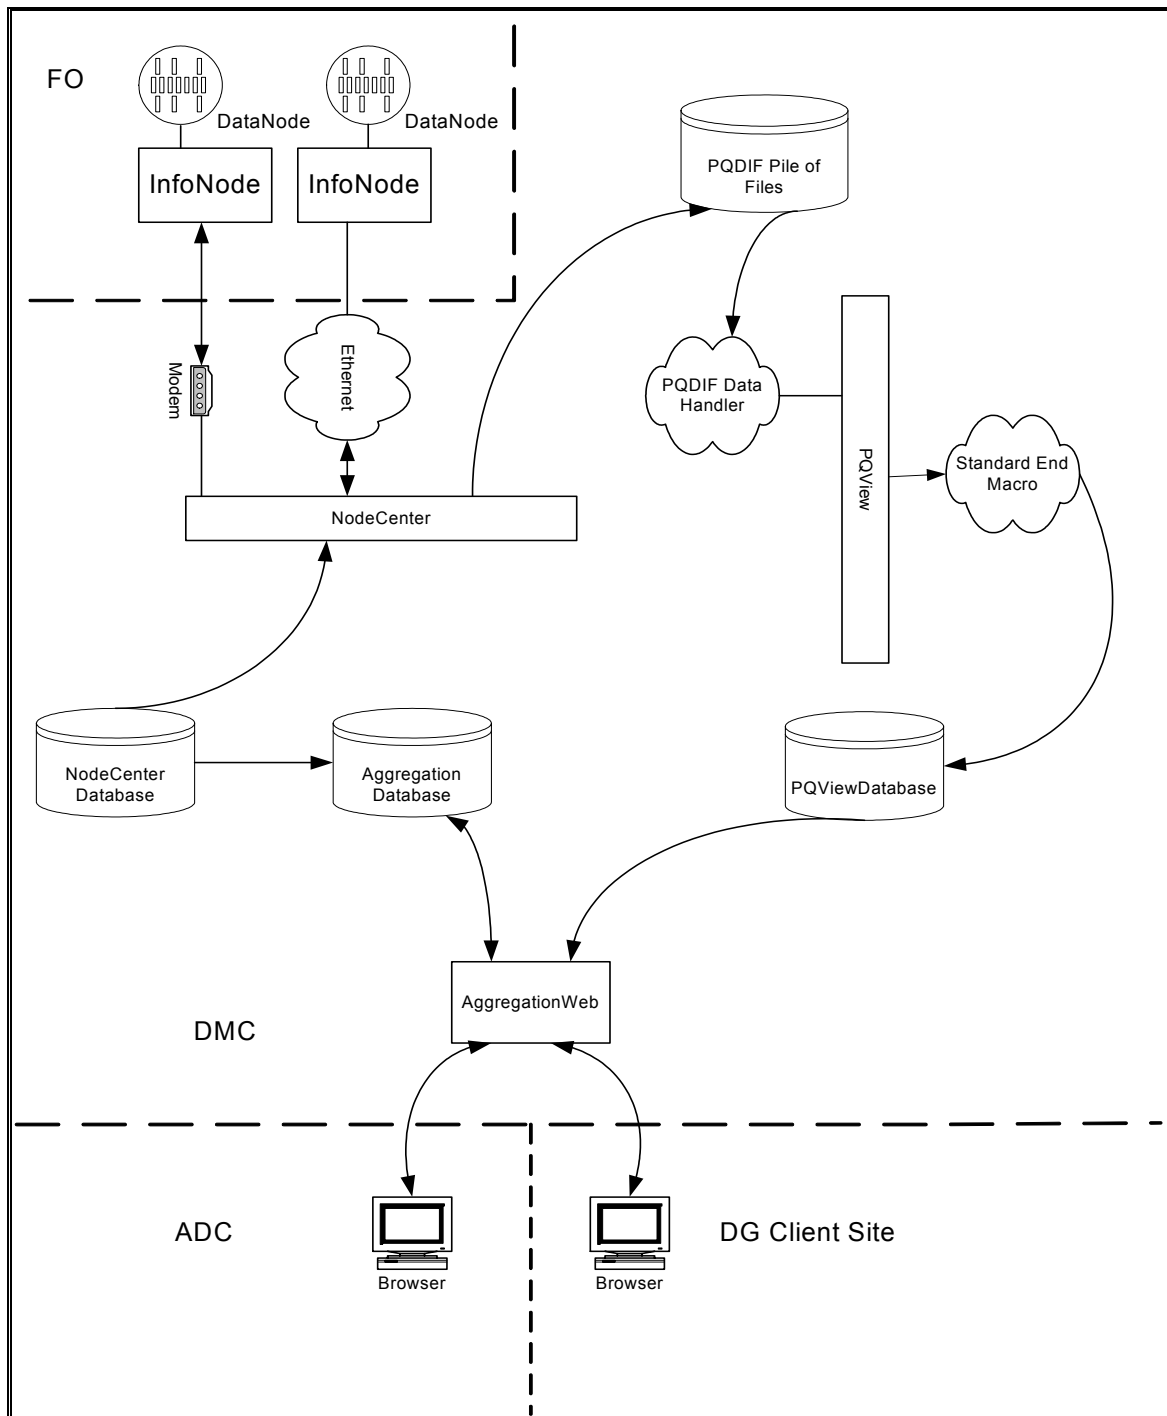 FO
DataNode
DataNode
InfoNode
InfoNode
PQDIF Pile of
Files
Modem
Ethernet
PQDIF Data
Handler
PQView
Standard End
Macro
NodeCenter
NodeCenter
Database
Aggregation
Database
PQViewDatabase
AggregationWeb
DMC
ADC
Browser
Browser
DG Client Site